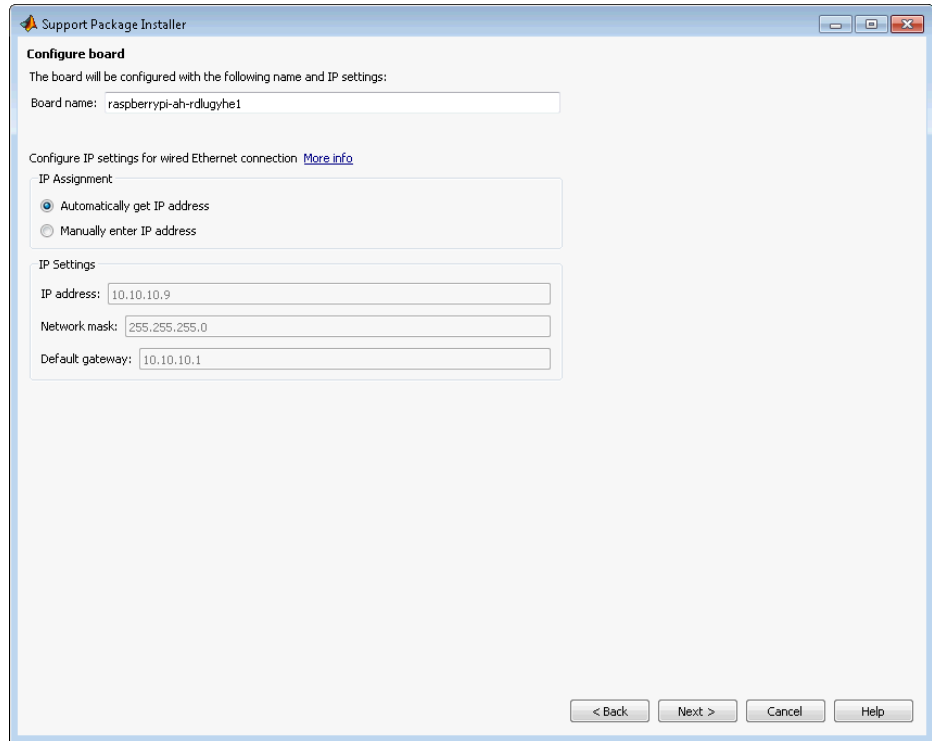 Support Package Installer
Configure board
The board will be configured with the following name and IP settings:
Board name: raspberrypi-ah-rdlugyhe1
Configure IP settings for wired Ethernet connection More info
IP Assignment
Automatically get IP address
Manually enter IP address
IP Settings
IP address: 10.10.10.9
Network mask: 255.255.255.0
Default gateway: 10.10.10.1
< Back Next > Cancel Help